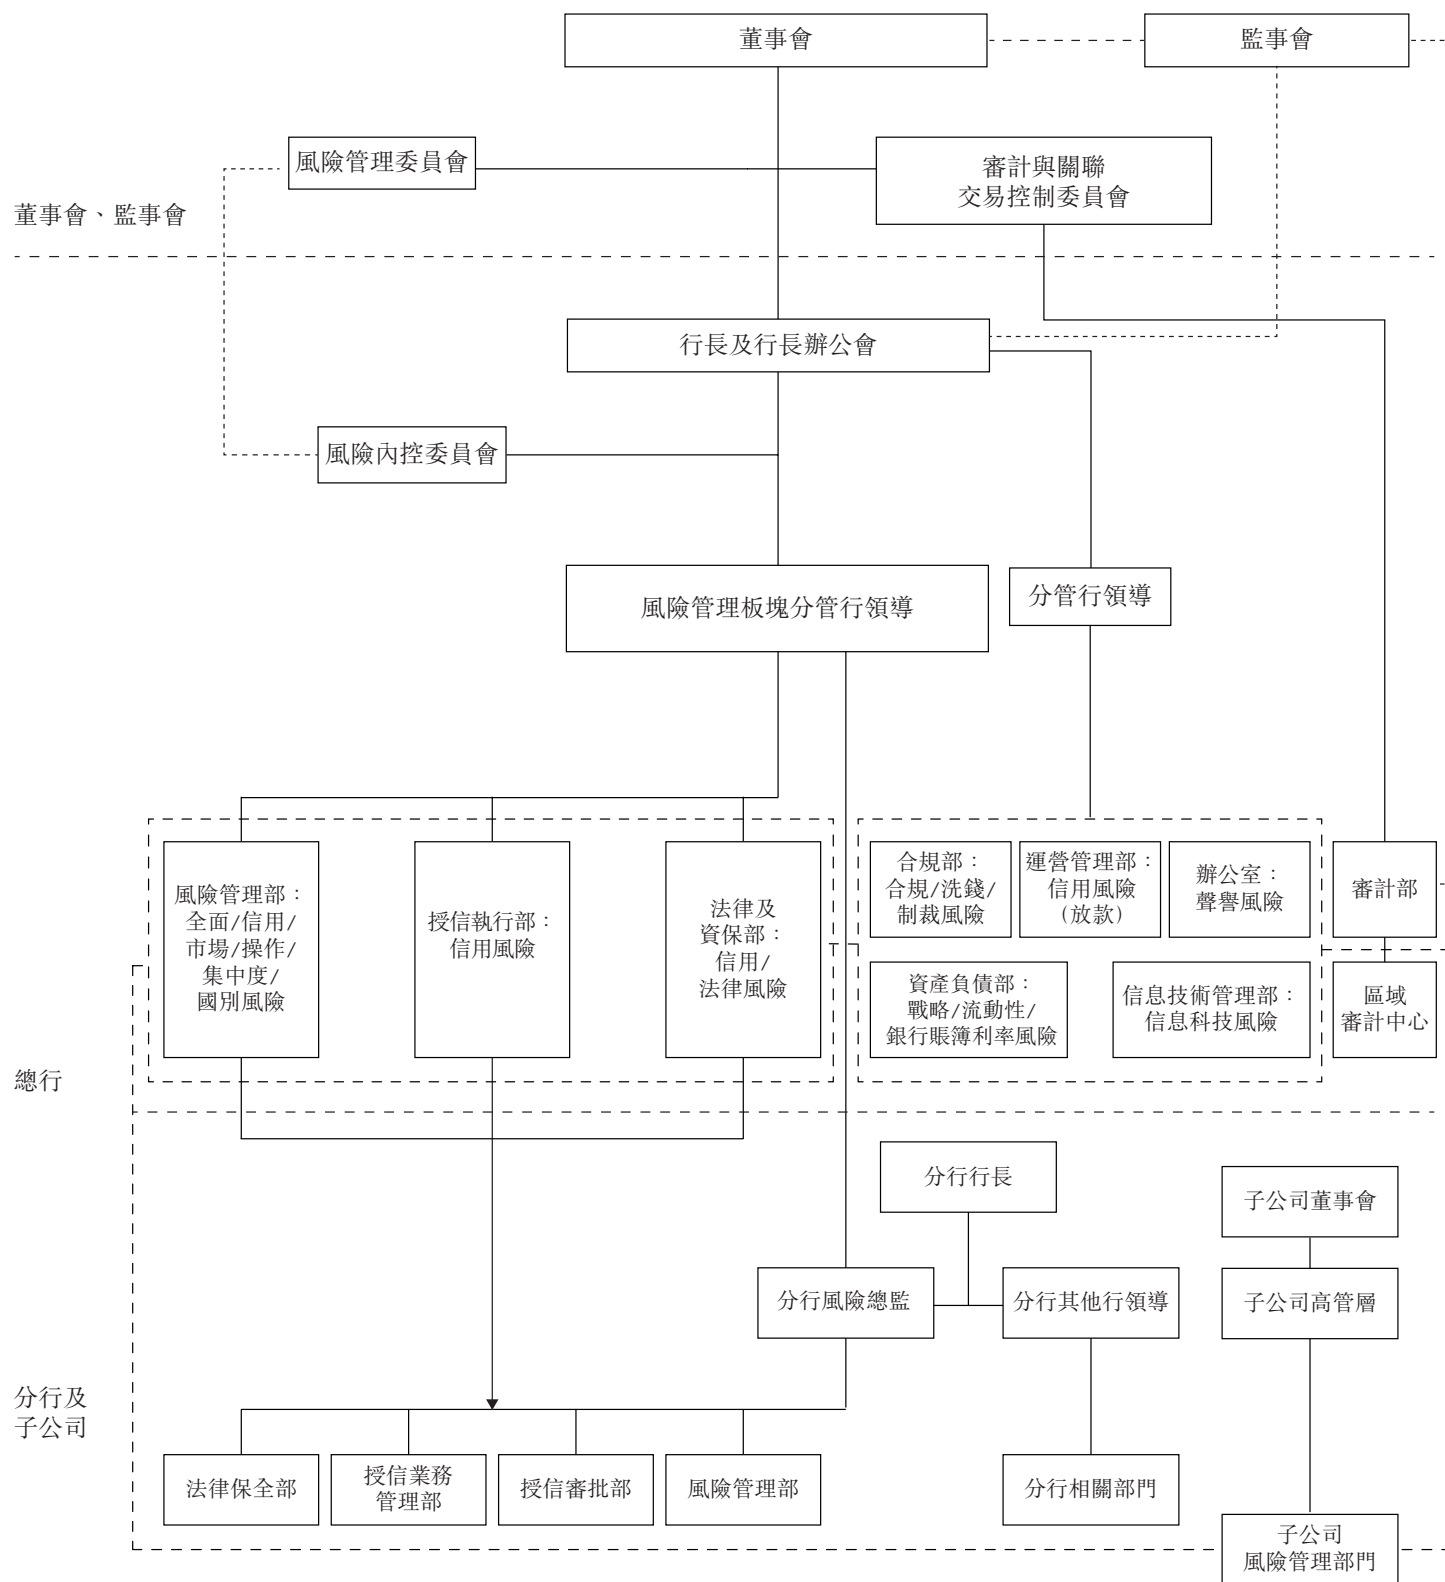 董事會
監事會
風險管理委員會
審計與關聯
交易控制委員會
董事會、監事會
行長及行長辦公會
風險內控委員會
風險管理板塊分管行領導
分管行領導
風險管理部：
全面/信用/
市場/操作/
集中度/
國別風險
授信執行部：
信用風險
法律及
資保部：
信用/
法律風險
合規部：
合規/洗錢/
制裁風險
運營管理部：
信用風險
(放款)
辦公室：
聲譽風險
審計部
資產負債部：
戰略/流動性/
銀行賬簿利率風險
信息技術管理部：
信息科技風險
區域
審計中心
總行
分行行長
子公司董事會
分行風險總監
分行其他行領導
子公司高管層
分行及
子公司
法律保全部
授信業務
管理部
授信審批部
風險管理部
分行相關部門
子公司
風險管理部門